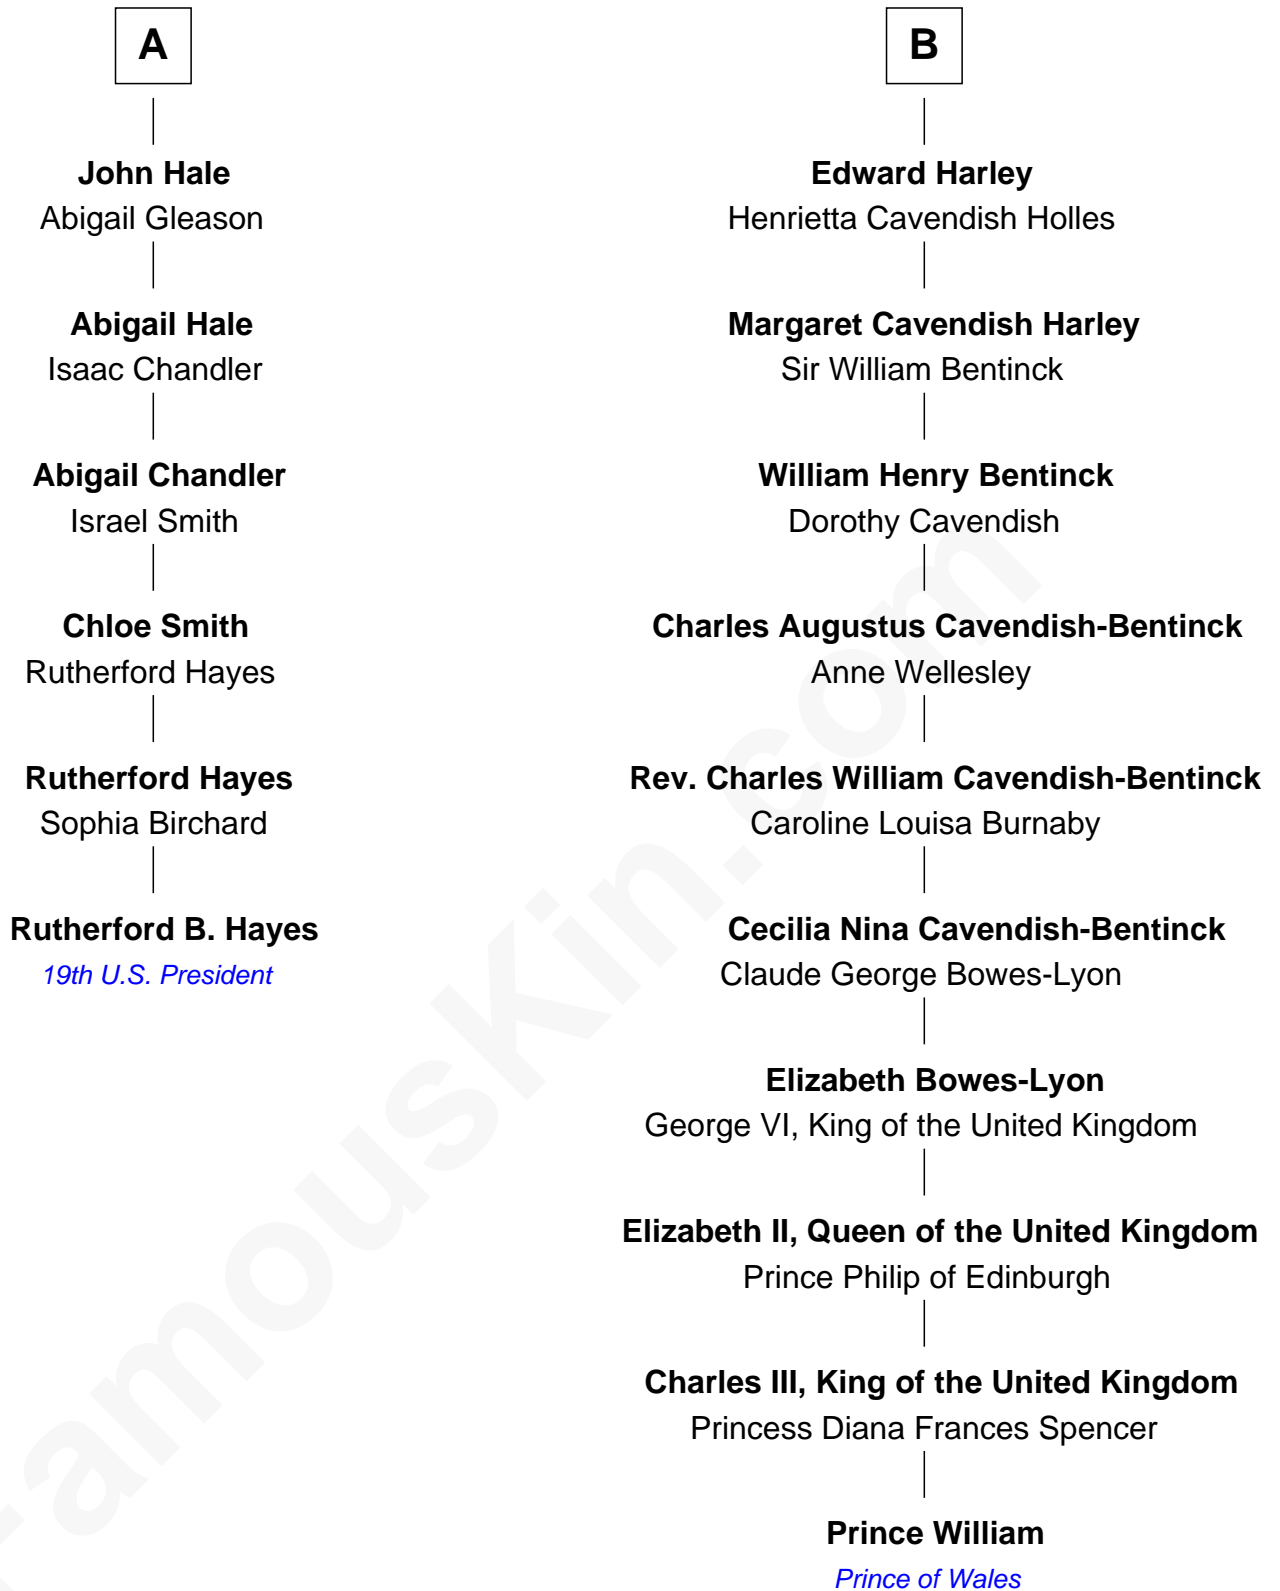 A
John Hale
Abigail Gleason
Abigail Hale
Isaac Chandler
Abigail Chandler
Israel Smith
Chloe Smith
Rutherford Hayes
Rutherford Hayes
Sophia Birchard
Rutherford B. Hayes
19th U.S. President
B
Edward Harley
Henrietta Cavendish Holles
Margaret Cavendish Harley
Sir William Bentinck
William Henry Bentinck
Dorothy Cavendish
Charles Augustus Cavendish-Bentinck
Anne Wellesley
Rev. Charles William Cavendish-Bentinck
Caroline Louisa Burnaby
Cecilia Nina Cavendish-Bentinck
Claude George Bowes-Lyon
Elizabeth Bowes-Lyon
George VI, King of the United Kingdom
Elizabeth II, Queen of the United Kingdom
Prince Philip of Edinburgh
Charles III, King of the United Kingdom
Princess Diana Frances Spencer
Prince William
Prince of Wales
FamousKin.com